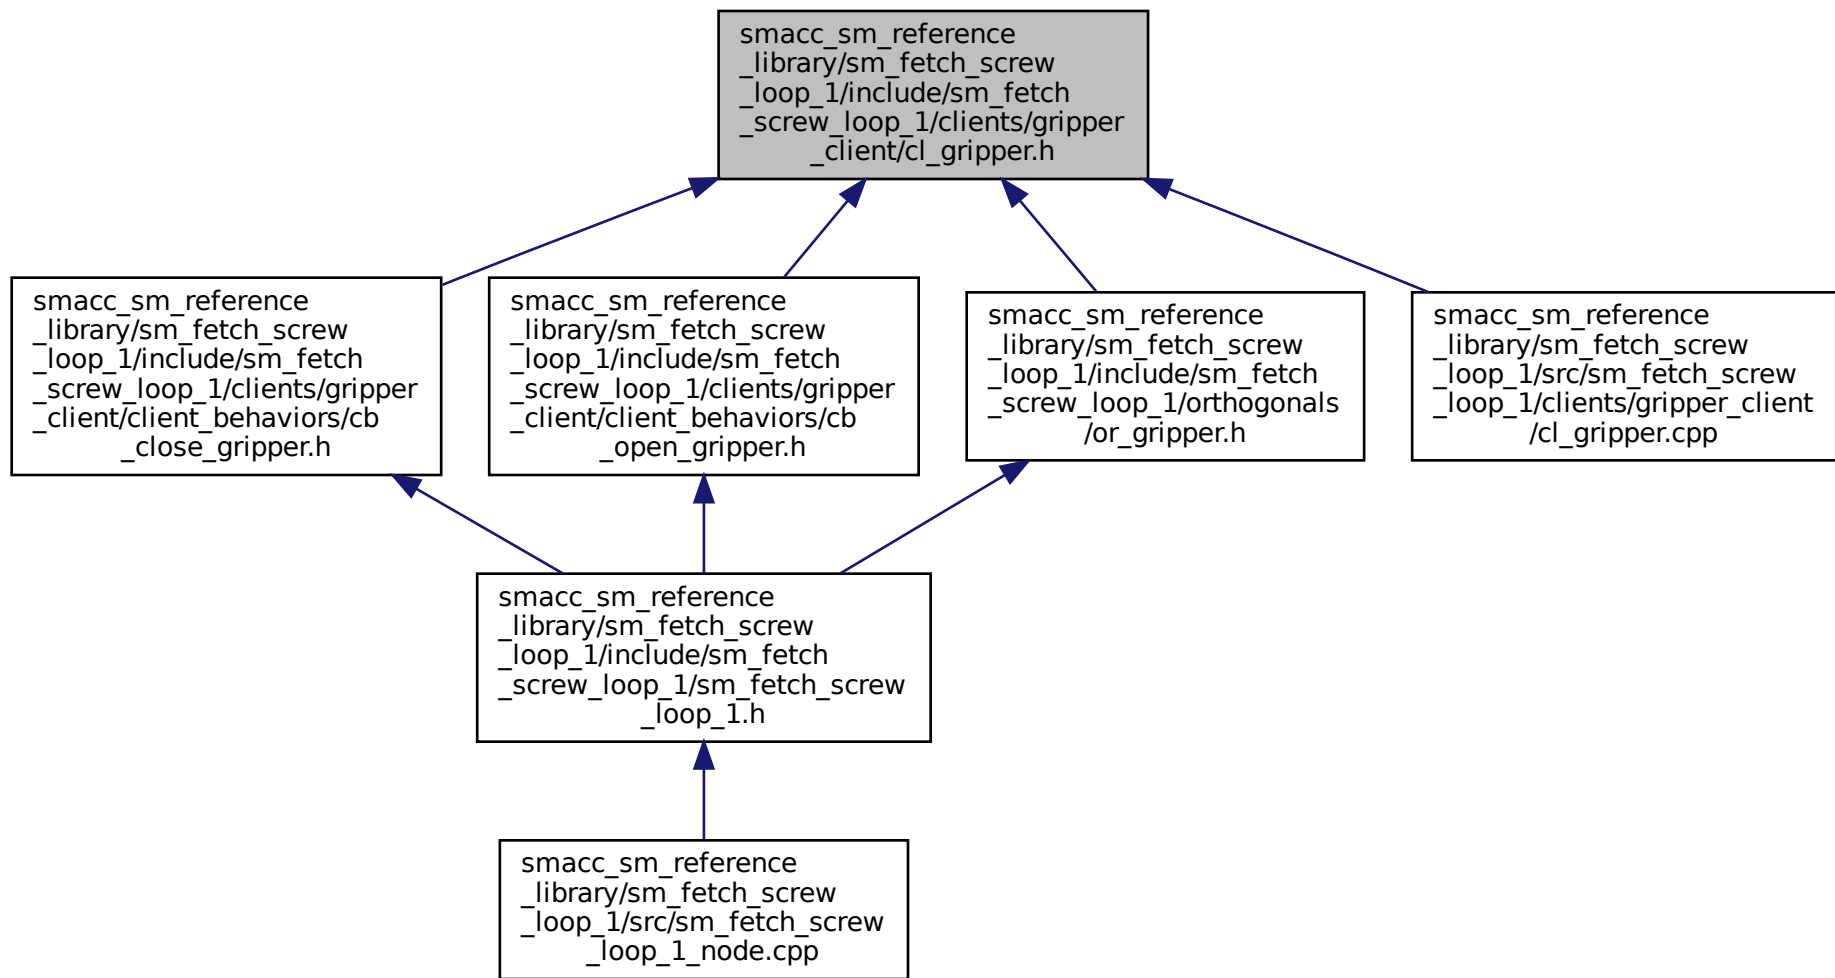 smacc_sm_reference
_library/sm_fetch_screw
_loop_1/include/sm_fetch
_screw_loop_1/clients/gripper
_client/cl_gripper.h
smacc_sm_reference
_library/sm_fetch_screw
_loop_1/include/sm_fetch
_screw_loop_1/clients/gripper
_client/client_behaviors/cb
_close_gripper.h
smacc_sm_reference
_library/sm_fetch_screw
_loop_1/include/sm_fetch
_screw_loop_1/clients/gripper
_client/client_behaviors/cb
_open_gripper.h
smacc_sm_reference
_library/sm_fetch_screw
_loop_1/include/sm_fetch
_screw_loop_1/orthogonals
/or_gripper.h
smacc_sm_reference
_library/sm_fetch_screw
_loop_1/src/sm_fetch_screw
_loop_1/clients/gripper_client
/cl_gripper.cpp
smacc_sm_reference
_library/sm_fetch_screw
_loop_1/include/sm_fetch
_screw_loop_1/sm_fetch_screw
_loop_1.h
smacc_sm_reference
_library/sm_fetch_screw
_loop_1/src/sm_fetch_screw
_loop_1_node.cpp